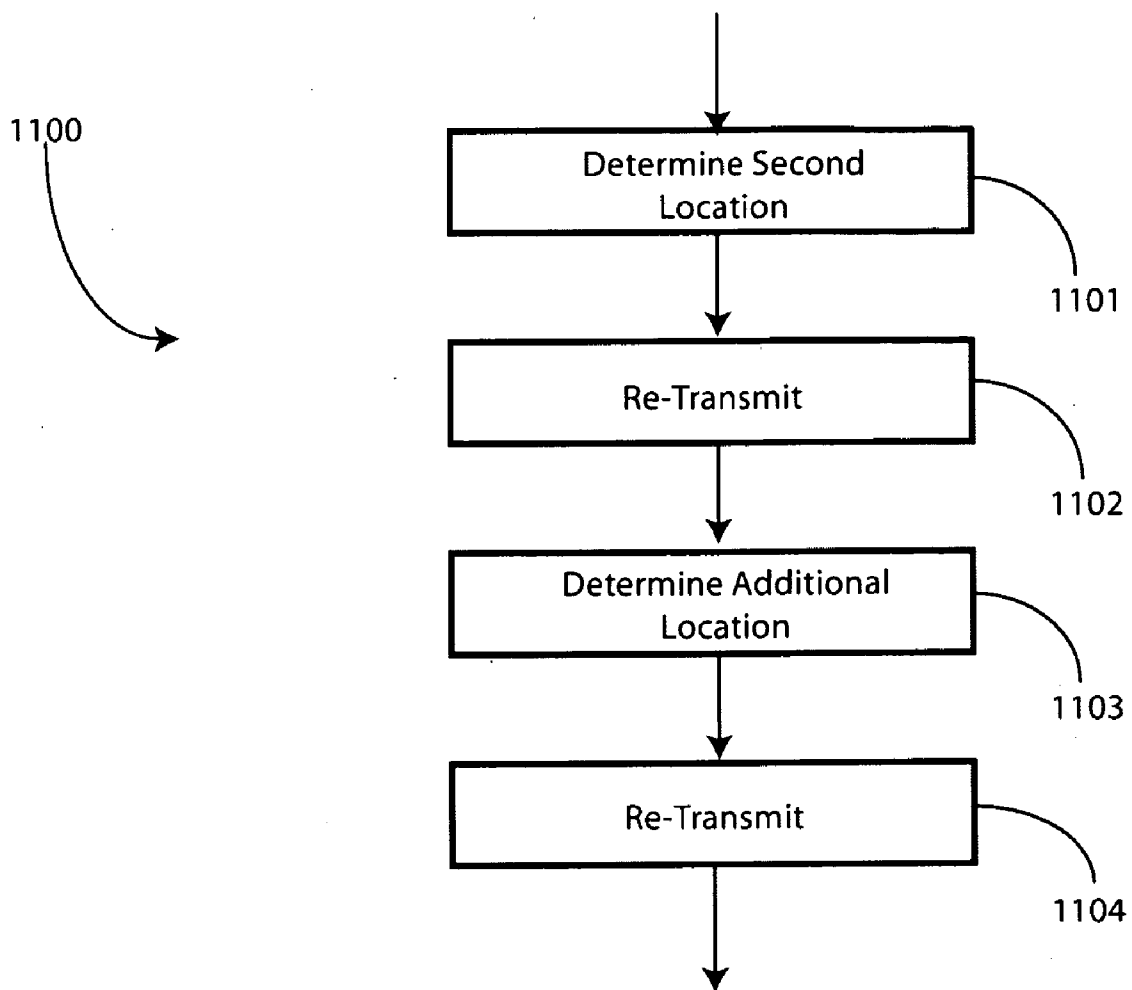 1100
Determine Second
Location
1101
Re-Transmit
1102
Determine Additional
Location
1103
Re-Transmit
1104